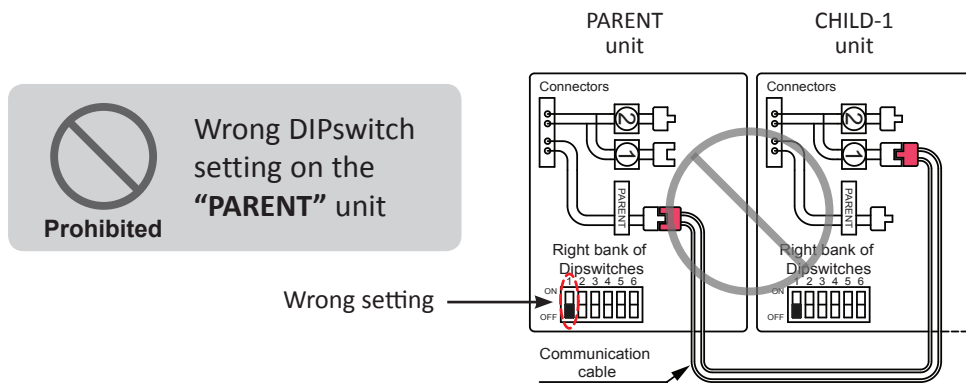 PARENT
unit
CHILD-1
unit
Prohibited
Wrong DIPswitch
setting on the
“PARENT” unit
Connectors
2
1
PARENT
Right bank of
Dipswitches
1 2 3 4 5 6
ON
OFF
Wrong setting
Connectors
2
1
PARENT
Right bank of
Dipswitches
1 2 3 4 5 6
ON
OFF
Communication
cable